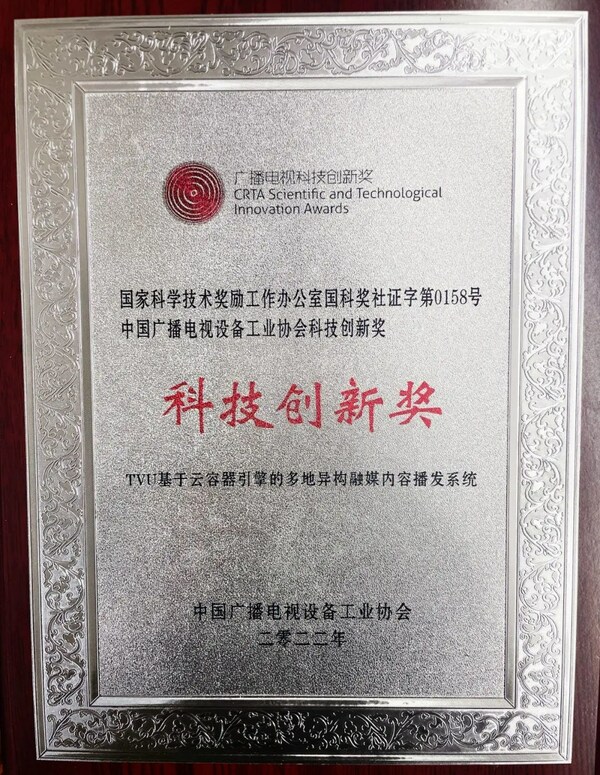 广播电视科技创新奖
CRTA Scientific and Technological
Innovation Awards
国家科学技术奖励工作办公室国科奖社证字第0158号
中国广播电视设备工业协会科技创新奖
科技创新奖
TVU基于云容器引擎的多地异构融媒内容播发系统
中国广播电视设备工业协会
二零二二年